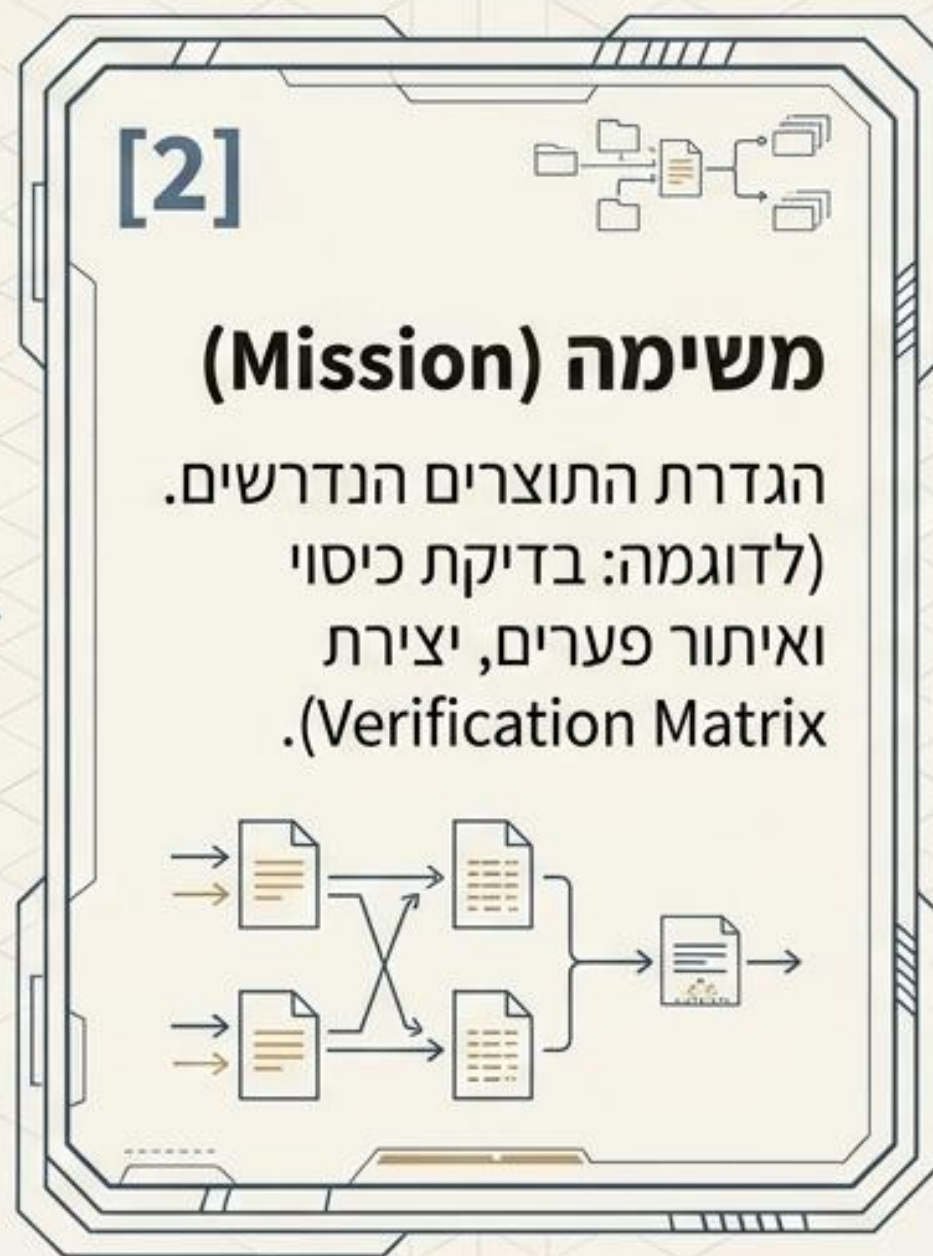 [2]
משימה (Mission)
הגדרת התוצרים הנדרשים.
(לדוגמה: בדיקת כיסוי
ואיתור פערים, יצירת
Verification Matrix).